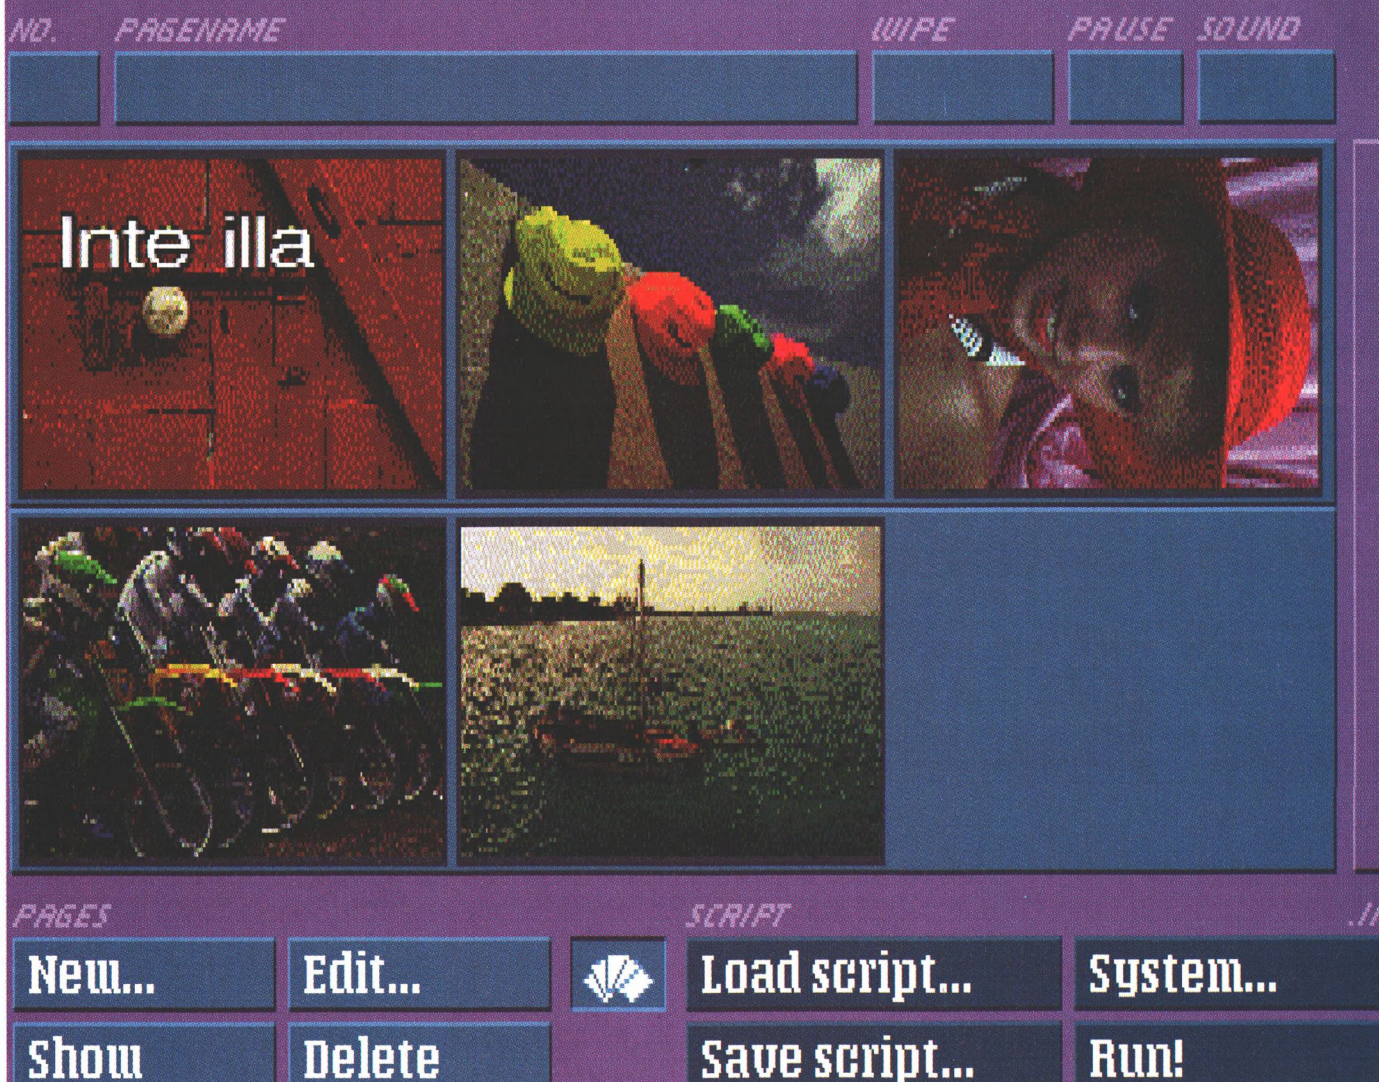 NO. PAGENAME WIPE PAUSE SOUND
Inte illa
PAGES SCRIPT
New... Edit... Load script... System...
Show Delete Save script... Run!